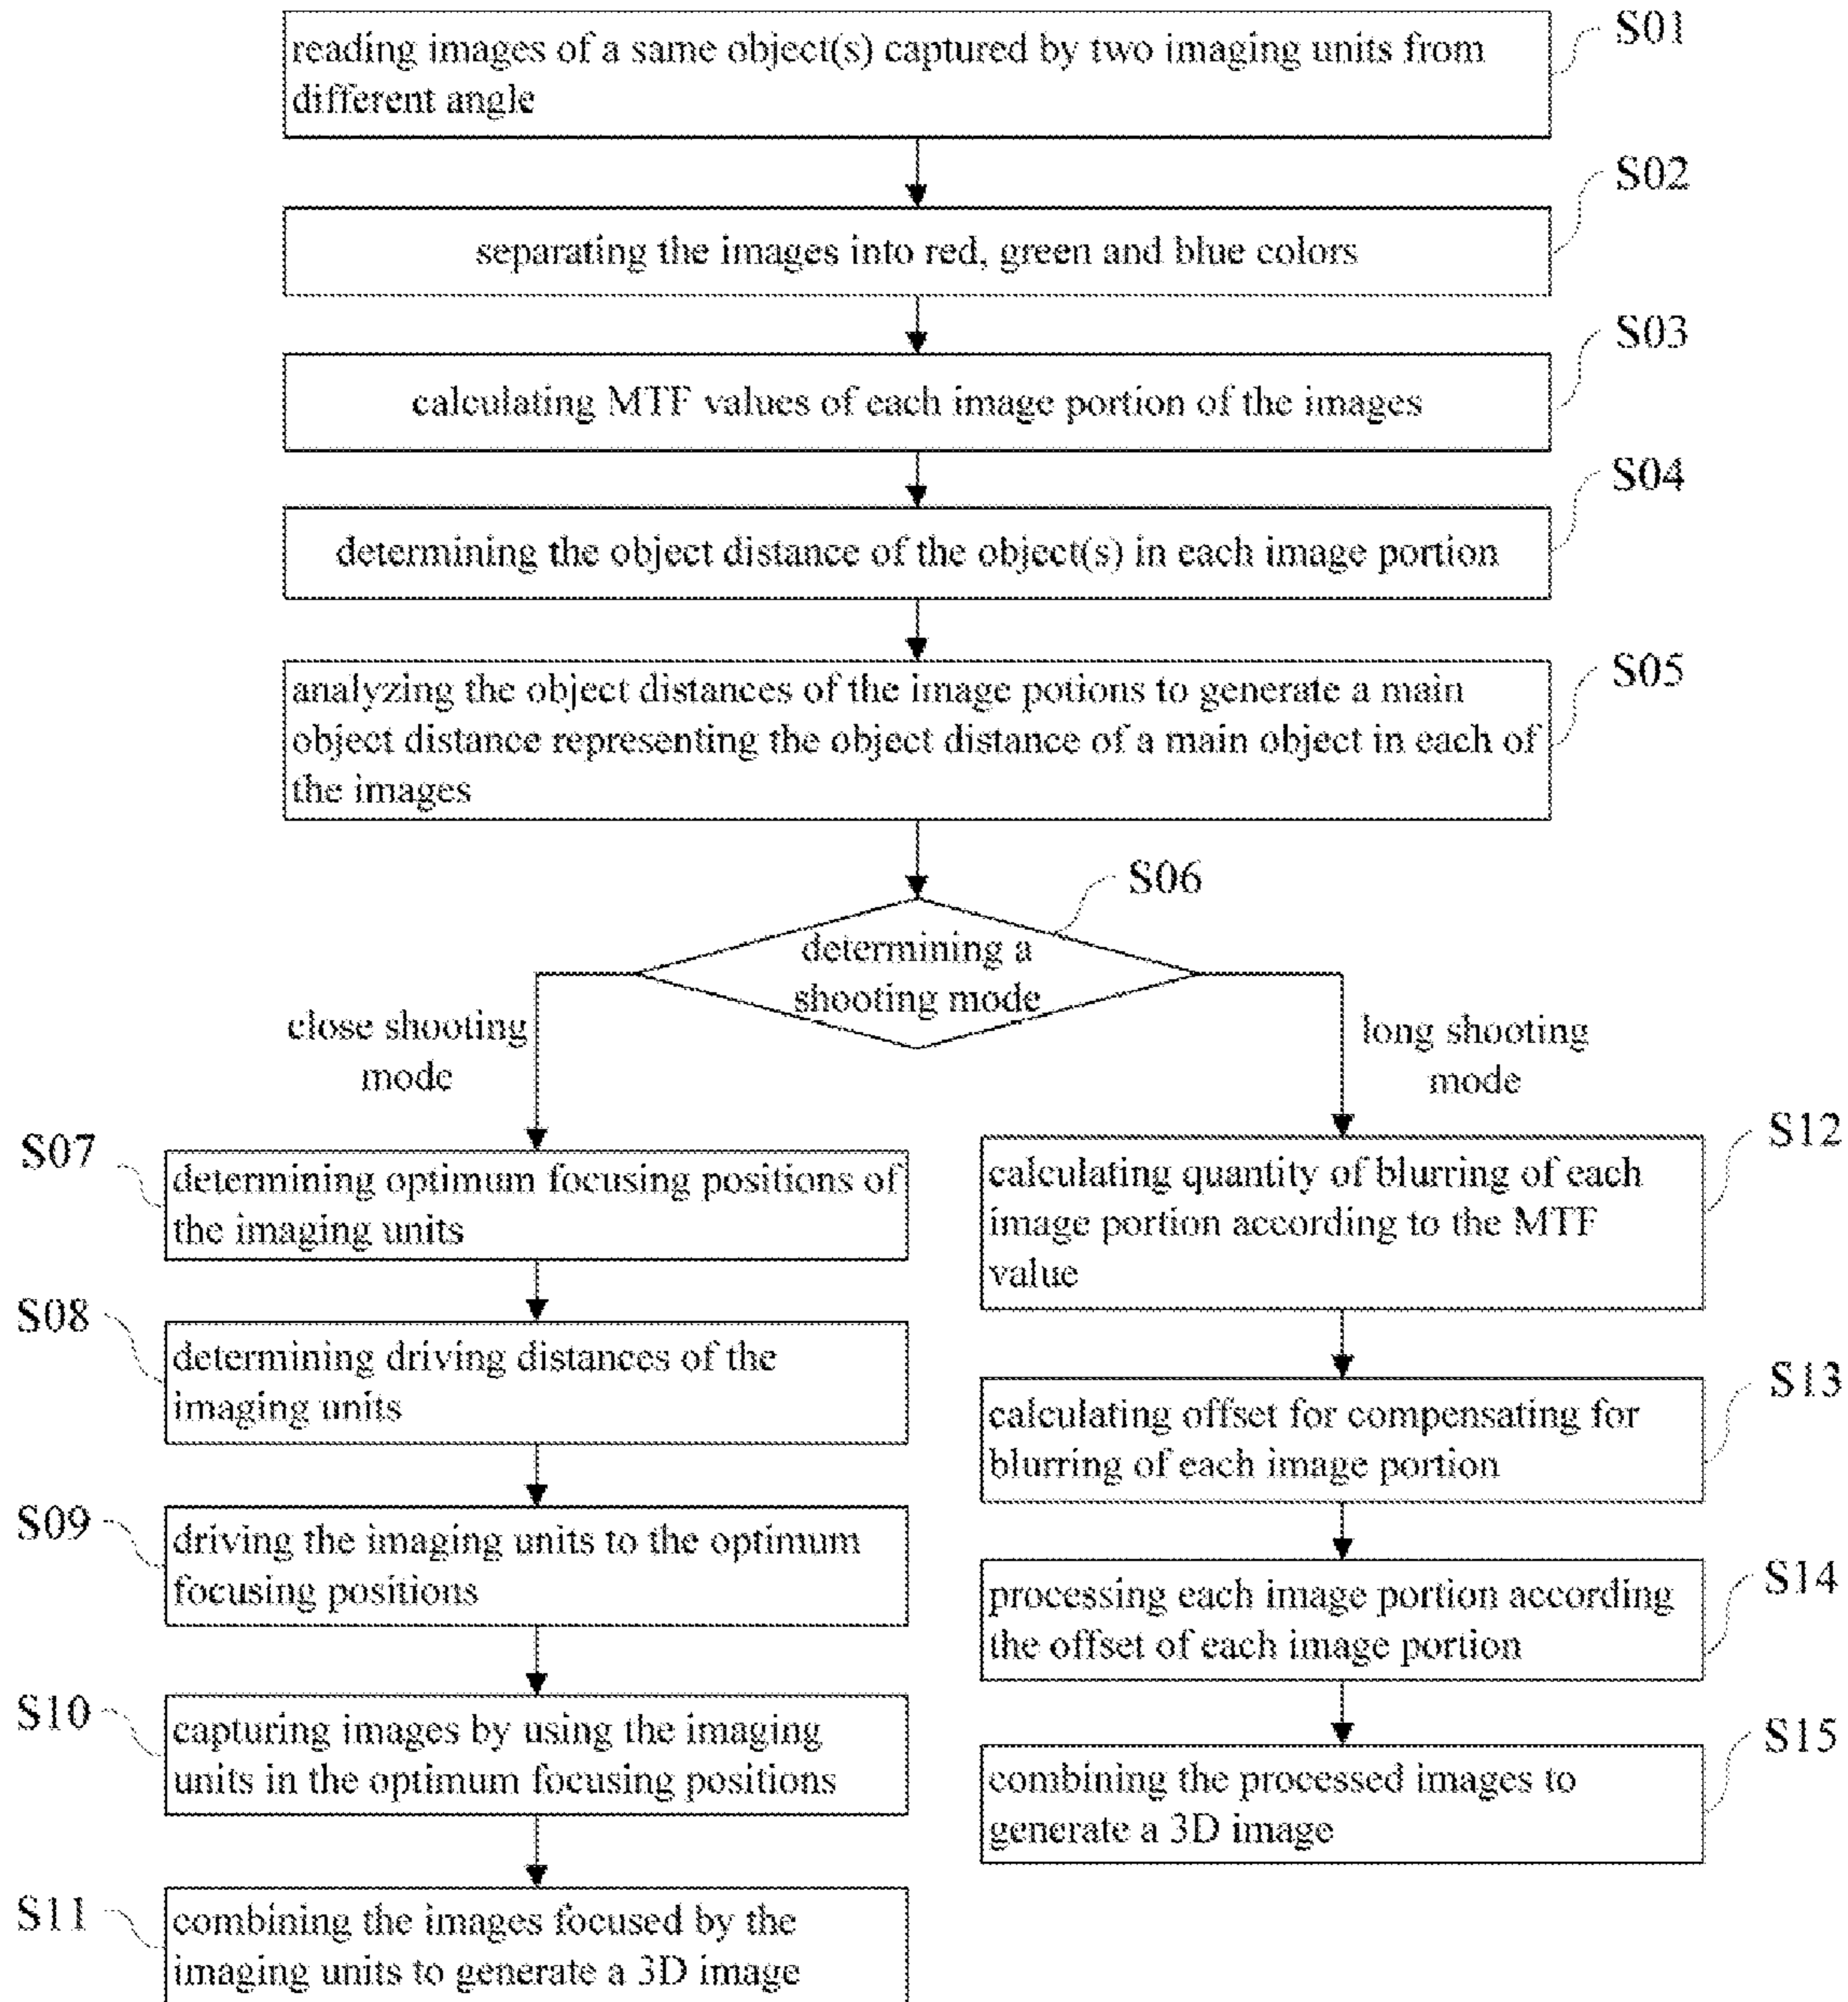 reading images of a same object(s) captured by two imaging units from
different angle
S01
separating the images into red, green and blue colors
S02
calculating MTF values of each image portion of the images
S03
determining the object distance of the object(s) in each image portion
S04
analyzing the object distances of the image potions to generate a main
object distance representing the object distance of a main object in each of
the images
S05
determining a
shooting mode
S06
close shooting
mode
long shooting
mode
S07
determining optimum focusing positions of
the imaging units
S08
determining driving distances of the
imaging units
S09
driving the imaging units to the optimum
focusing positions
S10
capturing images by using the imaging
units in the optimum focusing positions
S11
combining the images focused by the
imaging units to generate a 3D image
S12
calculating quantity of blurring of each
image portion according to the MTF
value
S13
calculating offset for compensating for
blurring of each image portion
S14
processing each image portion according
the offset of each image portion
S15
combining the processed images to
generate a 3D image